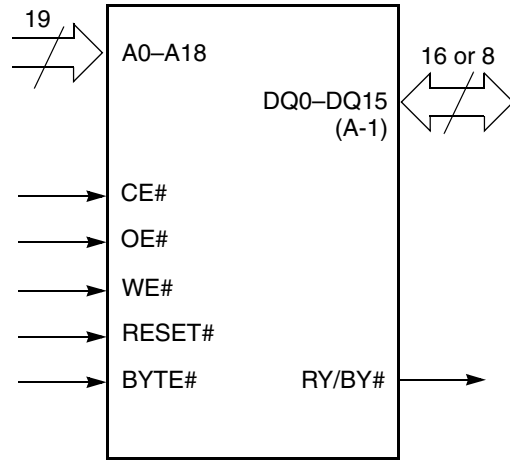 19
A0–A18
16 or 8
DQ0–DQ15
(A-1)
CE#
OE#
WE#
RESET#
BYTE#
RY/BY#